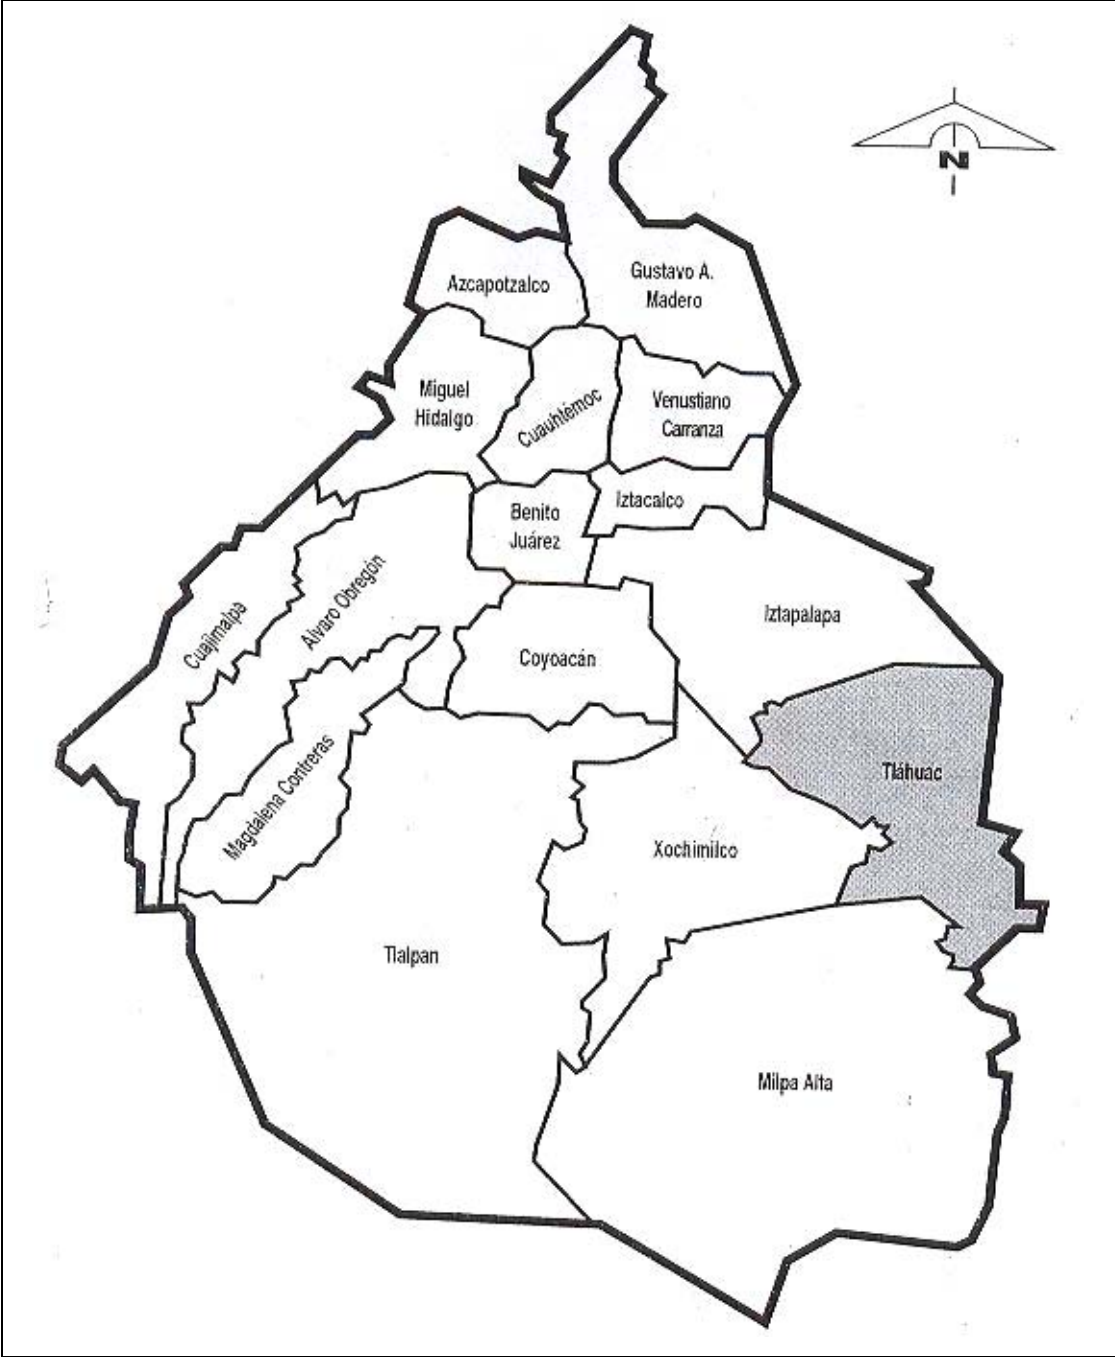 N
Gustavo A.
Madero
Azcapotzalco
Miguel
Hidalgo
Cuauhtémoc
Venustiano
Carranza
Iztacalco
Benito
Juárez
Alvaro Obregón
Cuajimalpa
Iztapalapa
Coyoacán
Magdalena Contreras
Tláhuac
Xochimilco
Tlalpan
Milpa Alta